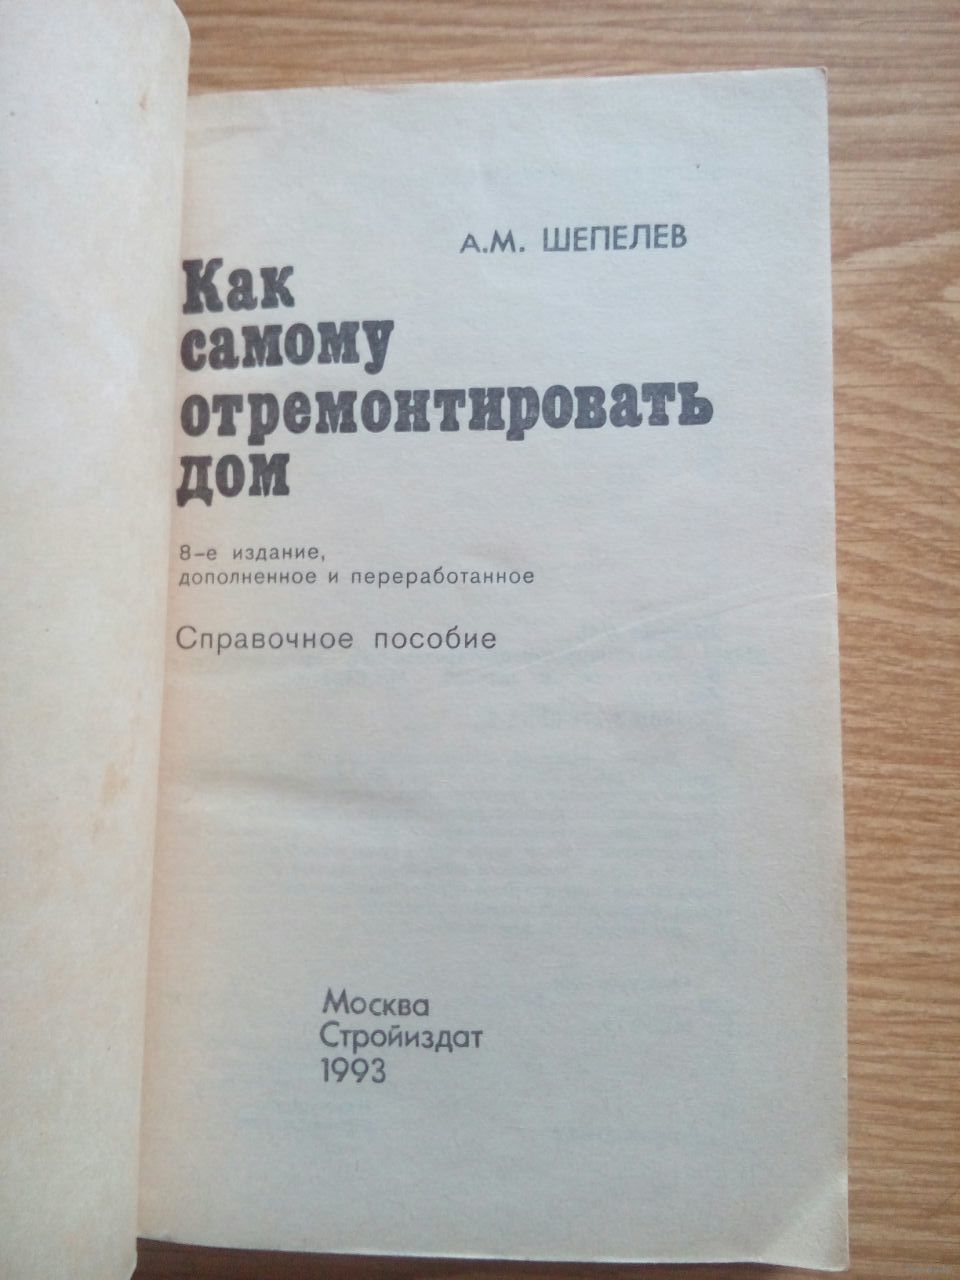 А.М. ШЕПЕЛЕВ
Как
самому
отремонтировать
дом
8-е издание,
дополненное и переработанное
Справочное пособие
Москва
Стройиздат
1993